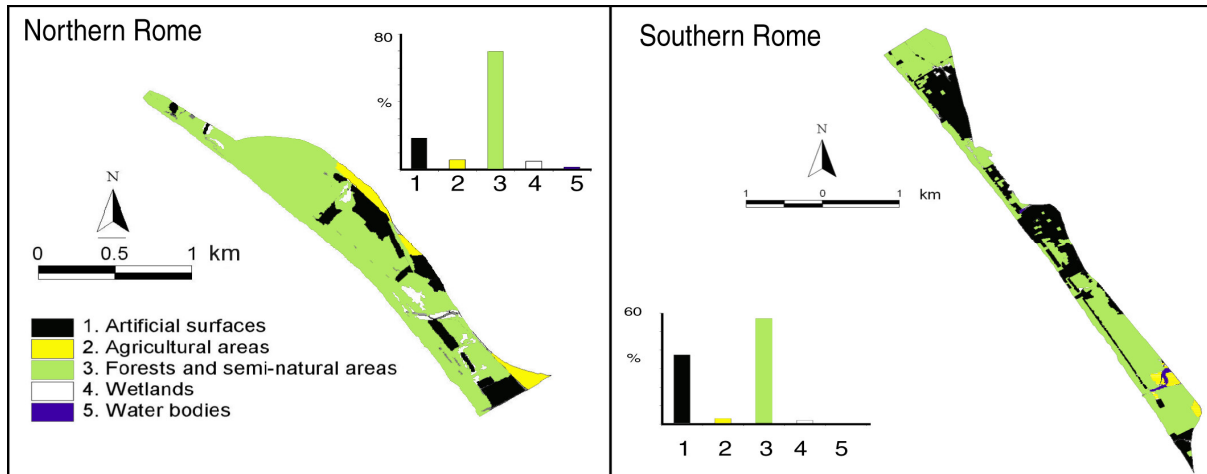 Northern Rome
80
%
1 2 3 4 5
N
0 0.5 1 km
1. Artificial surfaces
2. Agricultural areas
3. Forests and semi-natural areas
4. Wetlands
5. Water bodies
Southern Rome
N
1 0 1
km
60
%
1 2 3 4 5